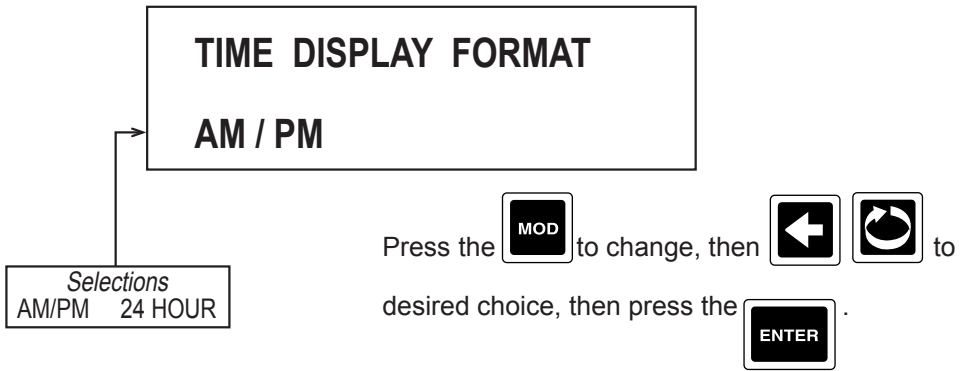 TIME DISPLAY FORMAT
AM / PM
Press the MOD to change, then to
Selections
AM/PM 24 HOUR
desired choice, then press the ENTER .